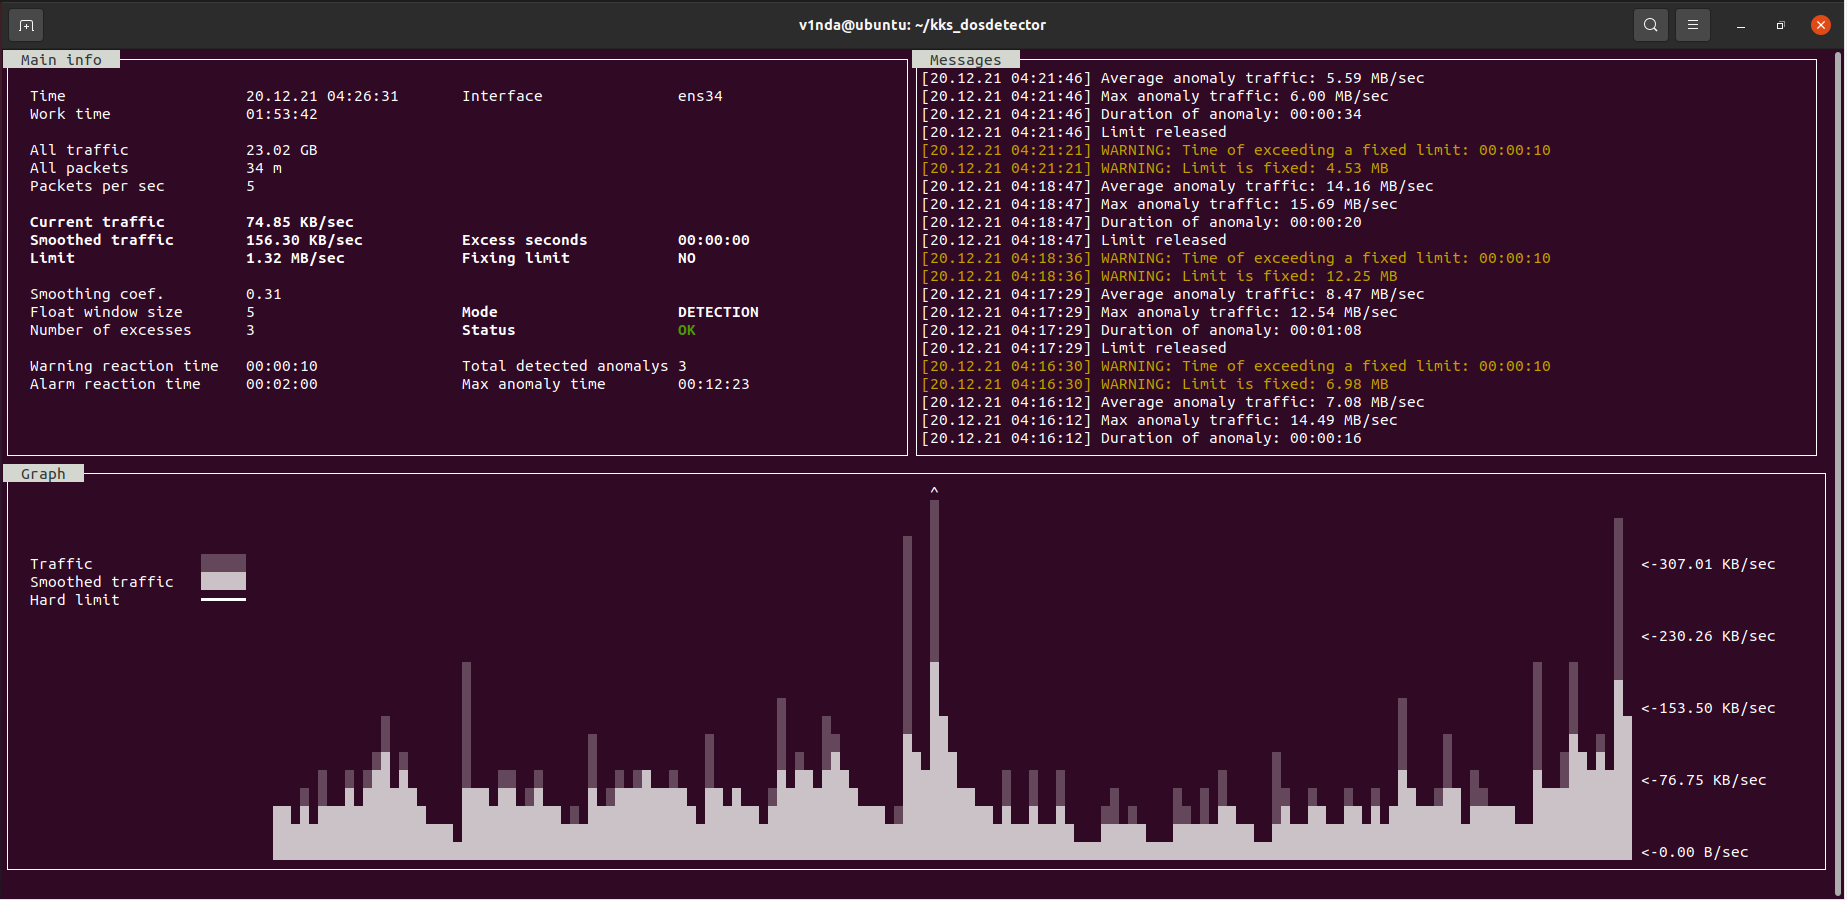 v1nda@ubuntu: ~/kks_dosdetector
Main info
Time 20.12.21 04:26:31 Interface ens34
Work time 01:53:42
All traffic 23.02 GB
All packets 34 m
Packets per sec 5
Current traffic 74.85 KB/sec
Smoothed traffic 156.30 KB/sec Excess seconds 00:00:00
Limit 1.32 MB/sec Fixing limit NO
Smoothing coef. 0.31
Float window size 5 Mode DETECTION
Number of excesses 3 Status OK
Warning reaction time 00:00:10 Total detected anomalys 3
Alarm reaction time 00:02:00 Max anomaly time 00:12:23
Messages
[20.12.21 04:21:46] Average anomaly traffic: 5.59 MB/sec
[20.12.21 04:21:46] Max anomaly traffic: 6.00 MB/sec
[20.12.21 04:21:46] Duration of anomaly: 00:00:34
[20.12.21 04:21:46] Limit released
[20.12.21 04:21:21] WARNING: Time of exceeding a fixed limit: 00:00:10
[20.12.21 04:21:21] WARNING: Limit is fixed: 4.53 MB
[20.12.21 04:18:47] Average anomaly traffic: 14.16 MB/sec
[20.12.21 04:18:47] Max anomaly traffic: 15.69 MB/sec
[20.12.21 04:18:47] Duration of anomaly: 00:00:20
[20.12.21 04:18:47] Limit released
[20.12.21 04:18:36] WARNING: Time of exceeding a fixed limit: 00:00:10
[20.12.21 04:18:36] WARNING: Limit is fixed: 12.25 MB
[20.12.21 04:17:29] Average anomaly traffic: 8.47 MB/sec
[20.12.21 04:17:29] Max anomaly traffic: 12.54 MB/sec
[20.12.21 04:17:29] Duration of anomaly: 00:01:08
[20.12.21 04:17:29] Limit released
[20.12.21 04:16:30] WARNING: Time of exceeding a fixed limit: 00:00:10
[20.12.21 04:16:30] WARNING: Limit is fixed: 6.98 MB
[20.12.21 04:16:12] Average anomaly traffic: 7.08 MB/sec
[20.12.21 04:16:12] Max anomaly traffic: 14.49 MB/sec
[20.12.21 04:16:12] Duration of anomaly: 00:00:16
Graph
^
Traffic
Smoothed traffic
Hard limit
<-307.01 KB/sec
<-230.26 KB/sec
<-153.50 KB/sec
<-76.75 KB/sec
<-0.00 B/sec